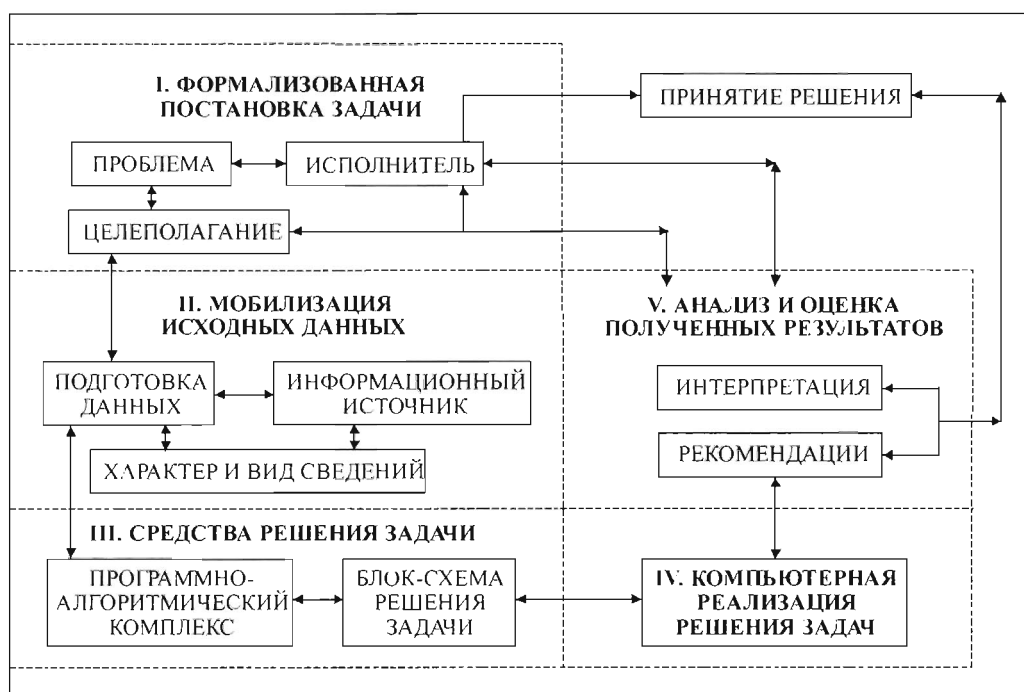 I. ФОРМАЛИЗОВАННАЯ
ПОСТАНОВКА ЗАДАЧИ
ПРИНЯТИЕ РЕШЕНИЯ
ПРОБЛЕМА
ИСПОЛНИТЕЛЬ
ЦЕЛЕПОЛАГАНИЕ
II. МОБИЛИЗАЦИЯ
ИСХОДНЫХ ДАННЫХ
V. АНАЛИЗ И ОЦЕНКА
ПОЛУЧЕННЫХ РЕЗУЛЬТАТОВ
ПОДГОТОВКА
ДАННЫХ
ИНФОРМАЦИОННЫЙ
ИСТОЧНИК
ИНТЕРПРЕТАЦИЯ
ХАРАКТЕР И ВИД СВЕДЕНИЙ
РЕКОМЕНДАЦИИ
III. СРЕДСТВА РЕШЕНИЯ ЗАДАЧИ
ПРОГРАММНО-
АЛГОРИТМИЧЕСКИЙ
КОМПЛЕКС
БЛОК-СХЕМА
РЕШЕНИЯ
ЗАДАЧИ
IV. КОМПЬЮТЕРНАЯ
РЕАЛИЗАЦИЯ
РЕШЕНИЯ ЗАДАЧ